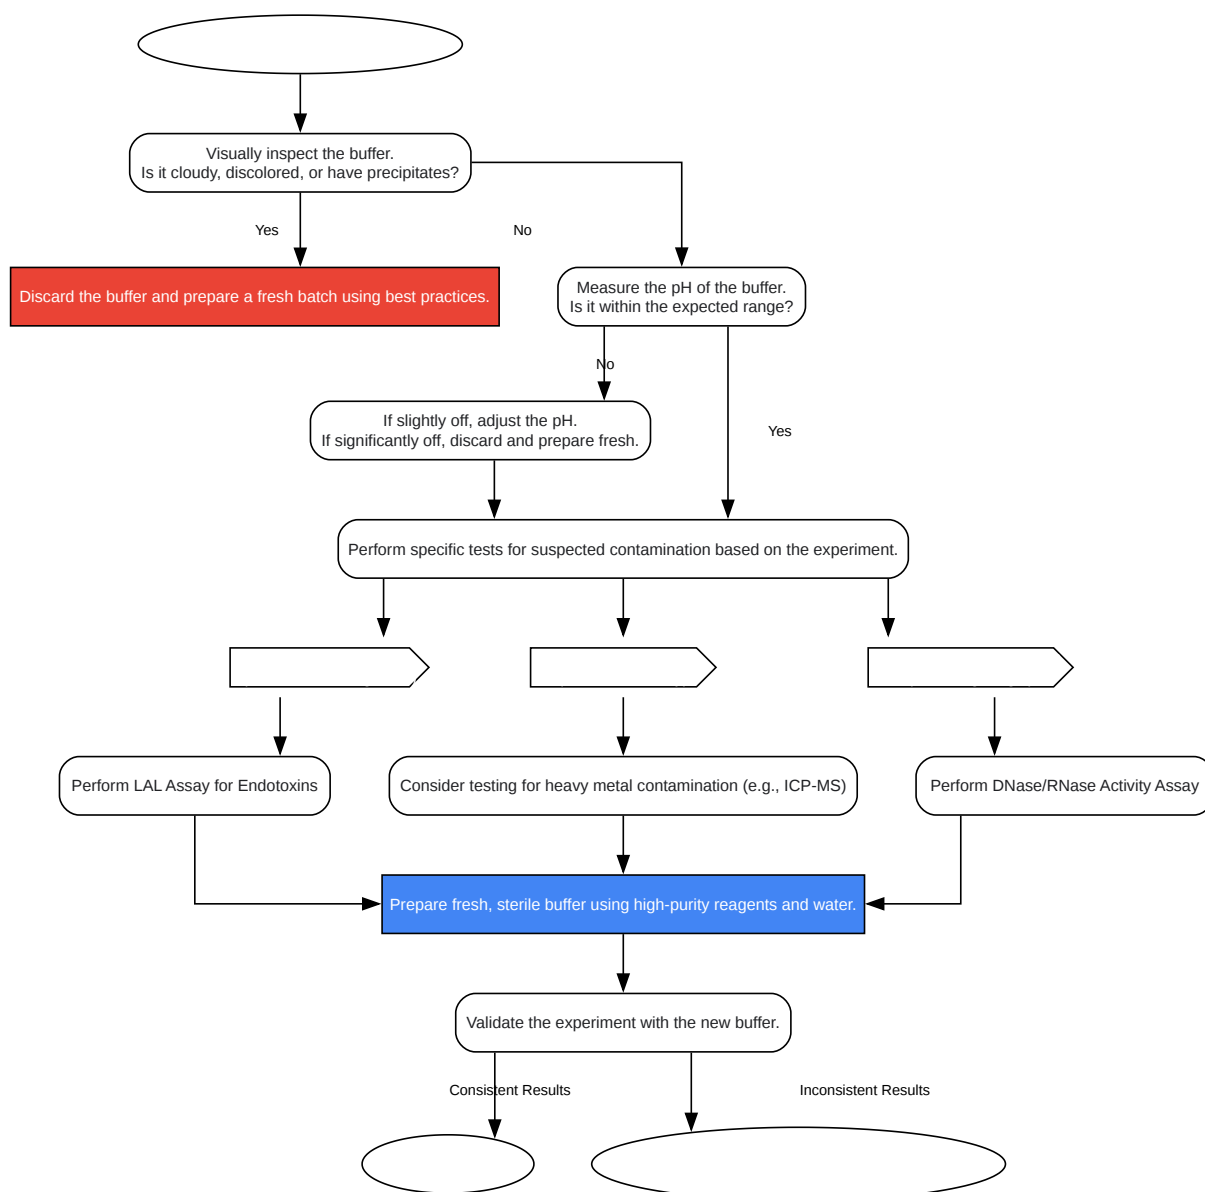 Visually inspect the buffer.
Is it cloudy, discolored, or have precipitates?
Yes
No
Discard the buffer and prepare a fresh batch using best practices.
Measure the pH of the buffer.
Is it within the expected range?
No
If slightly off, adjust the pH.
If significantly off, discard and prepare fresh.
Yes
Perform specific tests for suspected contamination based on the experiment.
Perform LAL Assay for Endotoxins
Consider testing for heavy metal contamination (e.g., ICP-MS)
Perform DNase/RNase Activity Assay
Prepare fresh, sterile buffer using high-purity reagents and water.
Validate the experiment with the new buffer.
Consistent Results
Inconsistent Results